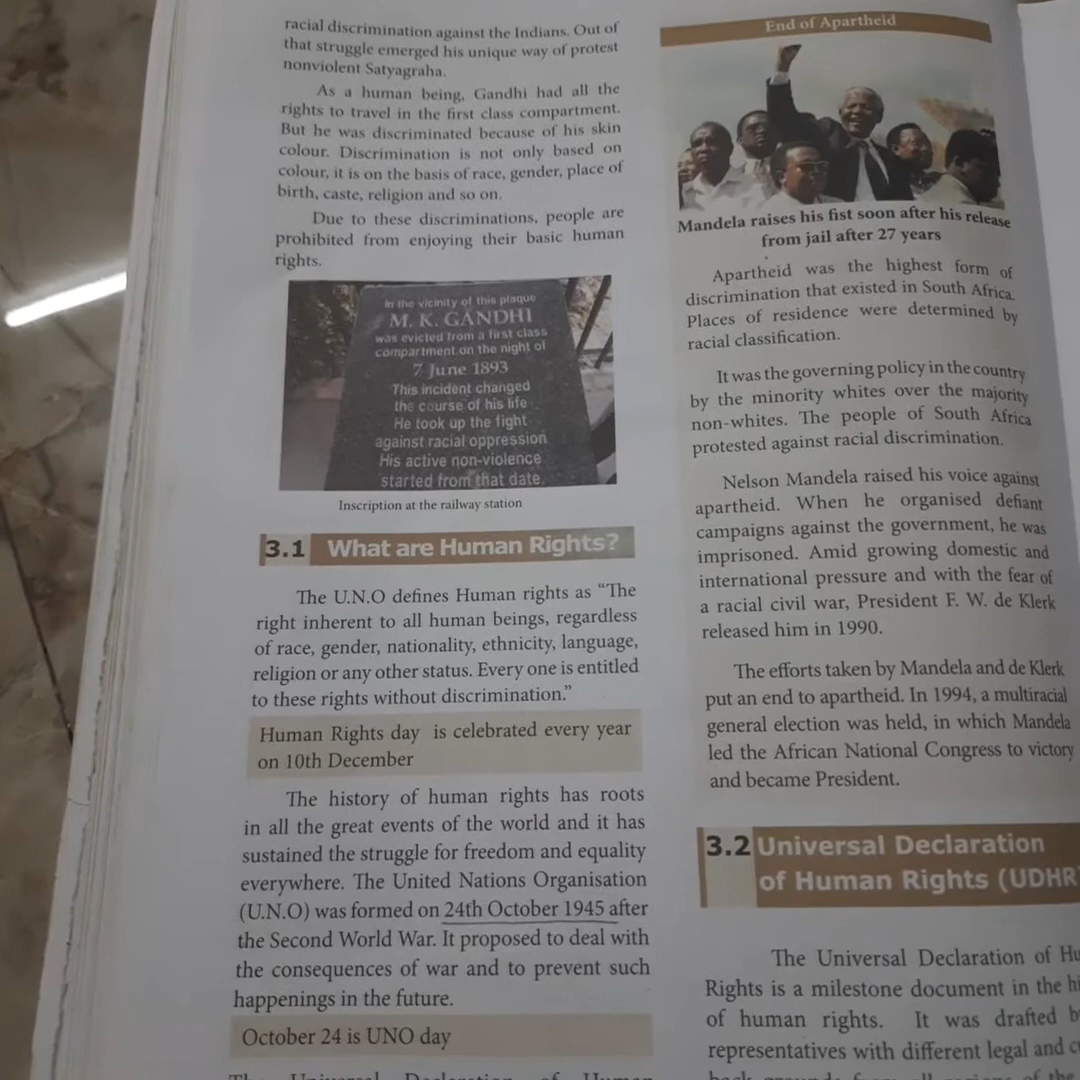 racial discrimination against the Indians. Out of
that struggle emerged his unique way of protest
nonviolent Satyagraha.
As a human being, Gandhi had all the
rights to travel in the first class compartment.
But he was discriminated because of his skin
colour. Discrimination is not only based on
colour, it is on the basis of race, gender, place of
birth, caste, religion and so on.
Due to these discriminations, people are
prohibited from enjoying their basic human
rights.
In the vicinity of this plaque
M. K. GANDHI
was evicted from a first class
compartment on the night of
7 June 1893
This incident changed
the course of his life
He took up the fight
against racial oppression
His active non-violence
started from that date.
Inscription at the railway station
3.1 What are Human Rights?
The U.N.O defines Human rights as “The
right inherent to all human beings, regardless
of race, gender, nationality, ethnicity, language,
religion or any other status. Every one is entitled
to these rights without discrimination.”
Human Rights day is celebrated every year
on 10th December
The history of human rights has roots
in all the great events of the world and it has
sustained the struggle for freedom and equality
everywhere. The United Nations Organisation
(U.N.O) was formed on 24th October 1945 after
the Second World War. It proposed to deal with
the consequences of war and to prevent such
happenings in the future.
October 24 is UNO day
The Universal Declaration of Human
End of Apartheid
Mandela raises his fist soon after his release
from jail after 27 years
Apartheid was the highest form of
discrimination that existed in South Africa.
Places of residence were determined by
racial classification.
It was the governing policy in the country
by the minority whites over the majority
non-whites. The people of South Africa
protested against racial discrimination.
Nelson Mandela raised his voice against
apartheid. When he organised defiant
campaigns against the government, he was
imprisoned. Amid growing domestic and
international pressure and with the fear of
a racial civil war, President F. W. de Klerk
released him in 1990.
The efforts taken by Mandela and de Klerk
put an end to apartheid. In 1994, a multiracial
general election was held, in which Mandela
led the African National Congress to victory
and became President.
3.2 Universal Declaration
of Human Rights (UDHR
The Universal Declaration of Hu
Rights is a milestone document in the hi
of human rights. It was drafted b
representatives with different legal and c